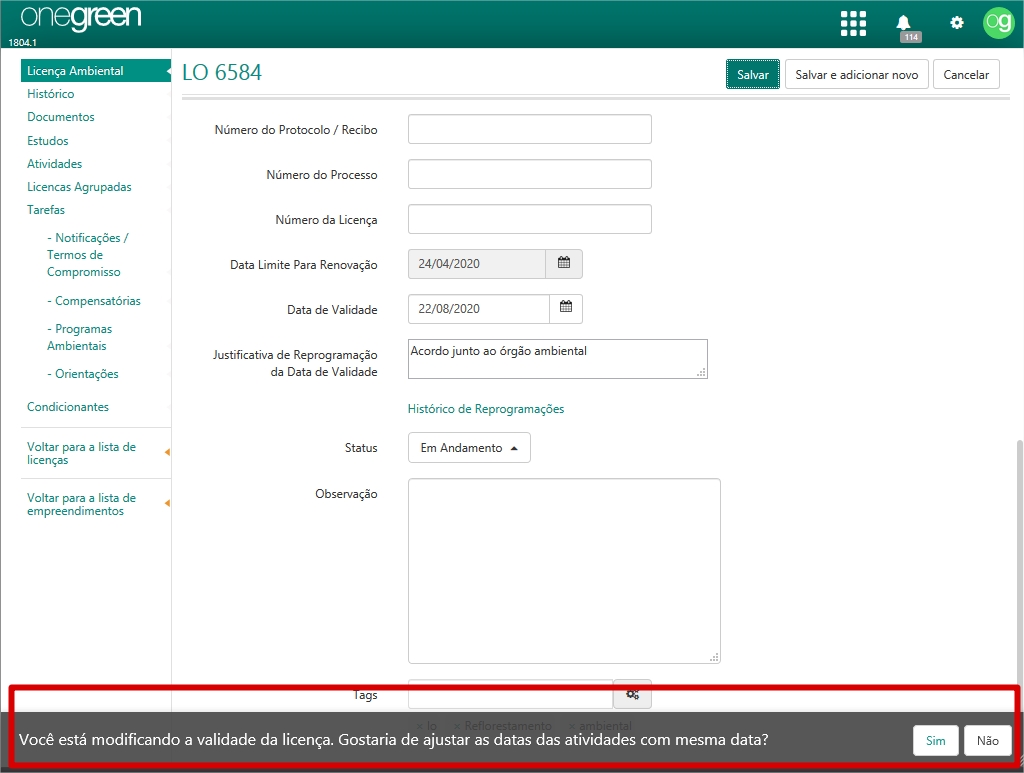 onegreen
1804.1
114
og
Licença Ambiental
Histórico
Documentos
Estudos
Atividades
Licencas Agrupadas
Tarefas
- Notificações /
Termos de
Compromisso
- Compensatórias
- Programas
Ambientais
- Orientações
Condicionantes
Voltar para a lista de
licenças
Voltar para a lista de
empreendimentos
LO 6584
Salvar
Salvar e adicionar novo
Cancelar
Número do Protocolo / Recibo
Número do Processo
Número da Licença
Data Limite Para Renovação
24/04/2020
Data de Validade
22/08/2020
Justificativa de Reprogramação
da Data de Validade
Acordo junto ao órgão ambiental
Histórico de Reprogramações
Status
Em Andamento
Observação
Tags
× lo × Reflorestamento × ambiental
Você está modificando a validade da licença. Gostaria de ajustar as datas das atividades com mesma data?
Sim
Não